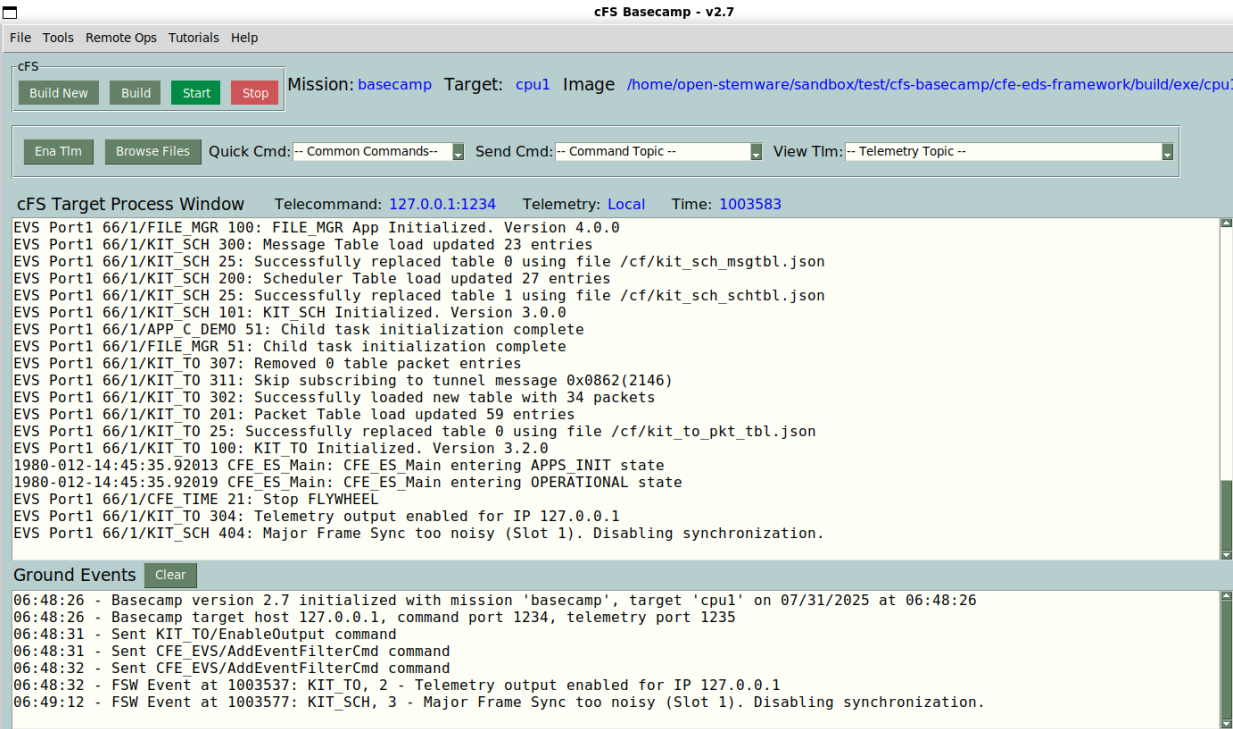 cFS Basecamp - v2.7
File Tools Remote Ops Tutorials Help
cFS
Build New Build Start Stop Mission: basecamp Target: cpu1 Image /home/open-stemware/sandbox/test/cfs-basecamp/cfe-eds-framework/build/exe/cpu1
Ena Tlm Browse Files Quick Cmd: -- Common Commands-- Send Cmd: -- Command Topic -- View Tlm: -- Telemetry Topic --
cFS Target Process Window Telecommand: 127.0.0.1:1234 Telemetry: Local Time: 1003583
EVS Port1 66/1/FILE_MGR 100: FILE_MGR App Initialized. Version 4.0.0
EVS Port1 66/1/KIT_SCH 300: Message Table load updated 23 entries
EVS Port1 66/1/KIT_SCH 25: Successfully replaced table 0 using file /cf/kit_sch_msgtbl.json
EVS Port1 66/1/KIT_SCH 200: Scheduler Table load updated 27 entries
EVS Port1 66/1/KIT_SCH 25: Successfully replaced table 1 using file /cf/kit_sch_schtbl.json
EVS Port1 66/1/KIT_SCH 101: KIT_SCH Initialized. Version 3.0.0
EVS Port1 66/1/APP_C_DEMO 51: Child task initialization complete
EVS Port1 66/1/FILE_MGR 51: Child task initialization complete
EVS Port1 66/1/KIT_TO 307: Removed 0 table packet entries
EVS Port1 66/1/KIT_TO 311: Skip subscribing to tunnel message 0x0862(2146)
EVS Port1 66/1/KIT_TO 302: Successfully loaded new table with 34 packets
EVS Port1 66/1/KIT_TO 201: Packet Table load updated 59 entries
EVS Port1 66/1/KIT_TO 25: Successfully replaced table 0 using file /cf/kit_to_pkt_tbl.json
EVS Port1 66/1/KIT_TO 100: KIT_TO Initialized. Version 3.2.0
1980-012-14:45:35.92013 CFE_ES_Main: CFE_ES_Main entering APPS_INIT state
1980-012-14:45:35.92019 CFE_ES_Main: CFE_ES_Main entering OPERATIONAL state
EVS Port1 66/1/CFE_TIME 21: Stop FLYWHEEL
EVS Port1 66/1/KIT_TO 304: Telemetry output enabled for IP 127.0.0.1
EVS Port1 66/1/KIT_SCH 404: Major Frame Sync too noisy (Slot 1). Disabling synchronization.
Ground Events Clear
06:48:26 - Basecamp version 2.7 initialized with mission 'basecamp', target 'cpu1' on 07/31/2025 at 06:48:26
06:48:26 - Basecamp target host 127.0.0.1, command port 1234, telemetry port 1235
06:48:31 - Sent KIT_TO/EnableOutput command
06:48:31 - Sent CFE_EVS/AddEventFilterCmd command
06:48:32 - Sent CFE_EVS/AddEventFilterCmd command
06:48:32 - FSW Event at 1003537: KIT_TO, 2 - Telemetry output enabled for IP 127.0.0.1
06:49:12 - FSW Event at 1003577: KIT_SCH, 3 - Major Frame Sync too noisy (Slot 1). Disabling synchronization.